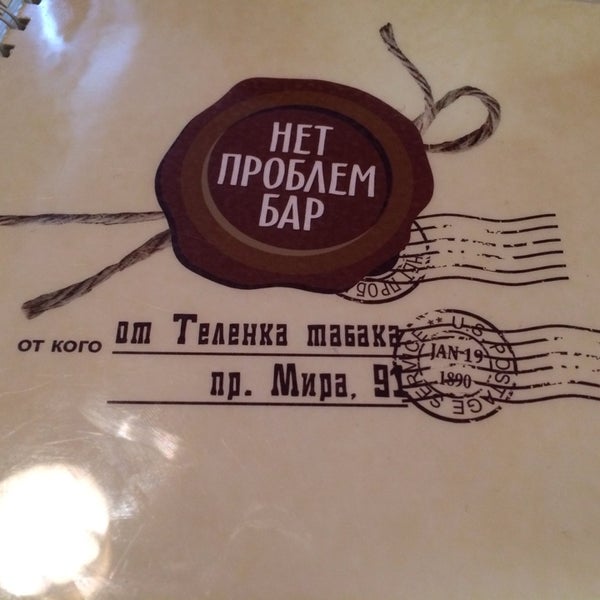 НЕТ
ПРОБЛЕМ
БАР
ОТ КОГО от Теленка табака
пр. Мира, 91
U.S. POSTAGE SERVICE
JAN 19
1890